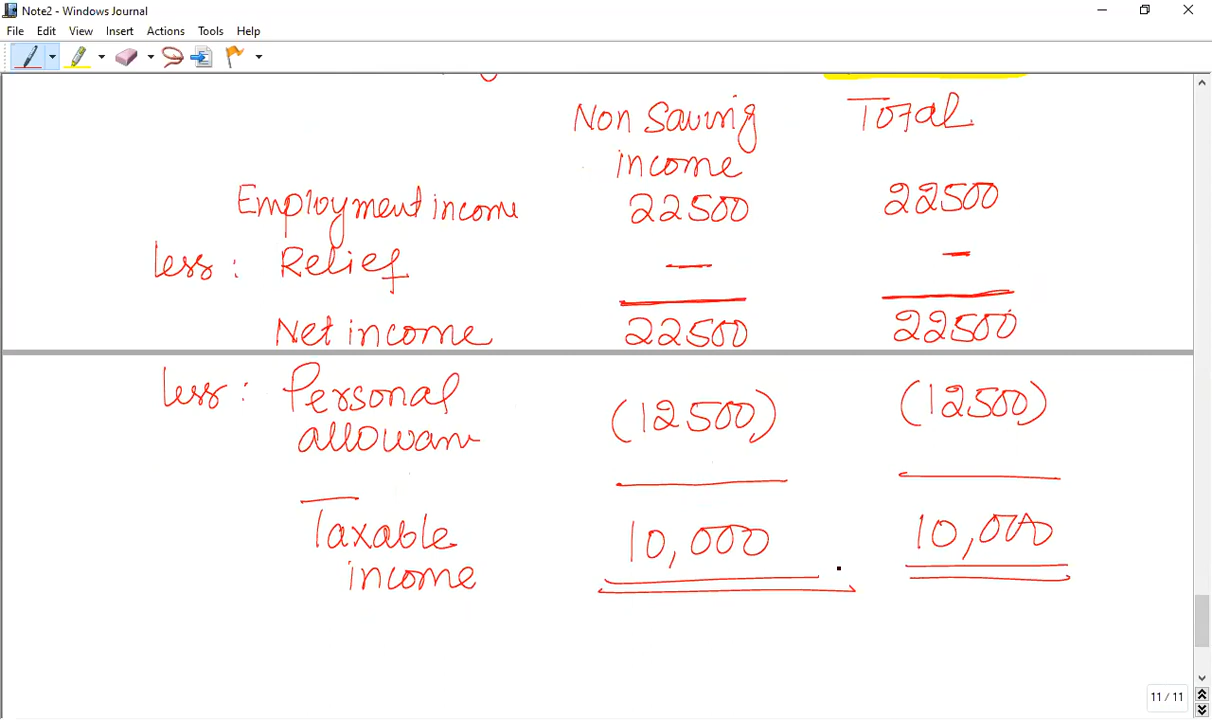 Note2 - Windows Journal
File Edit View Insert Actions Tools Help
Non Saving Total
income
Employment income 22500 22500
less : Relief — —
Net income 22500 22500
less : Personal (12500) (12500)
allowan
Taxable 10,000 10,000
income
11 / 11